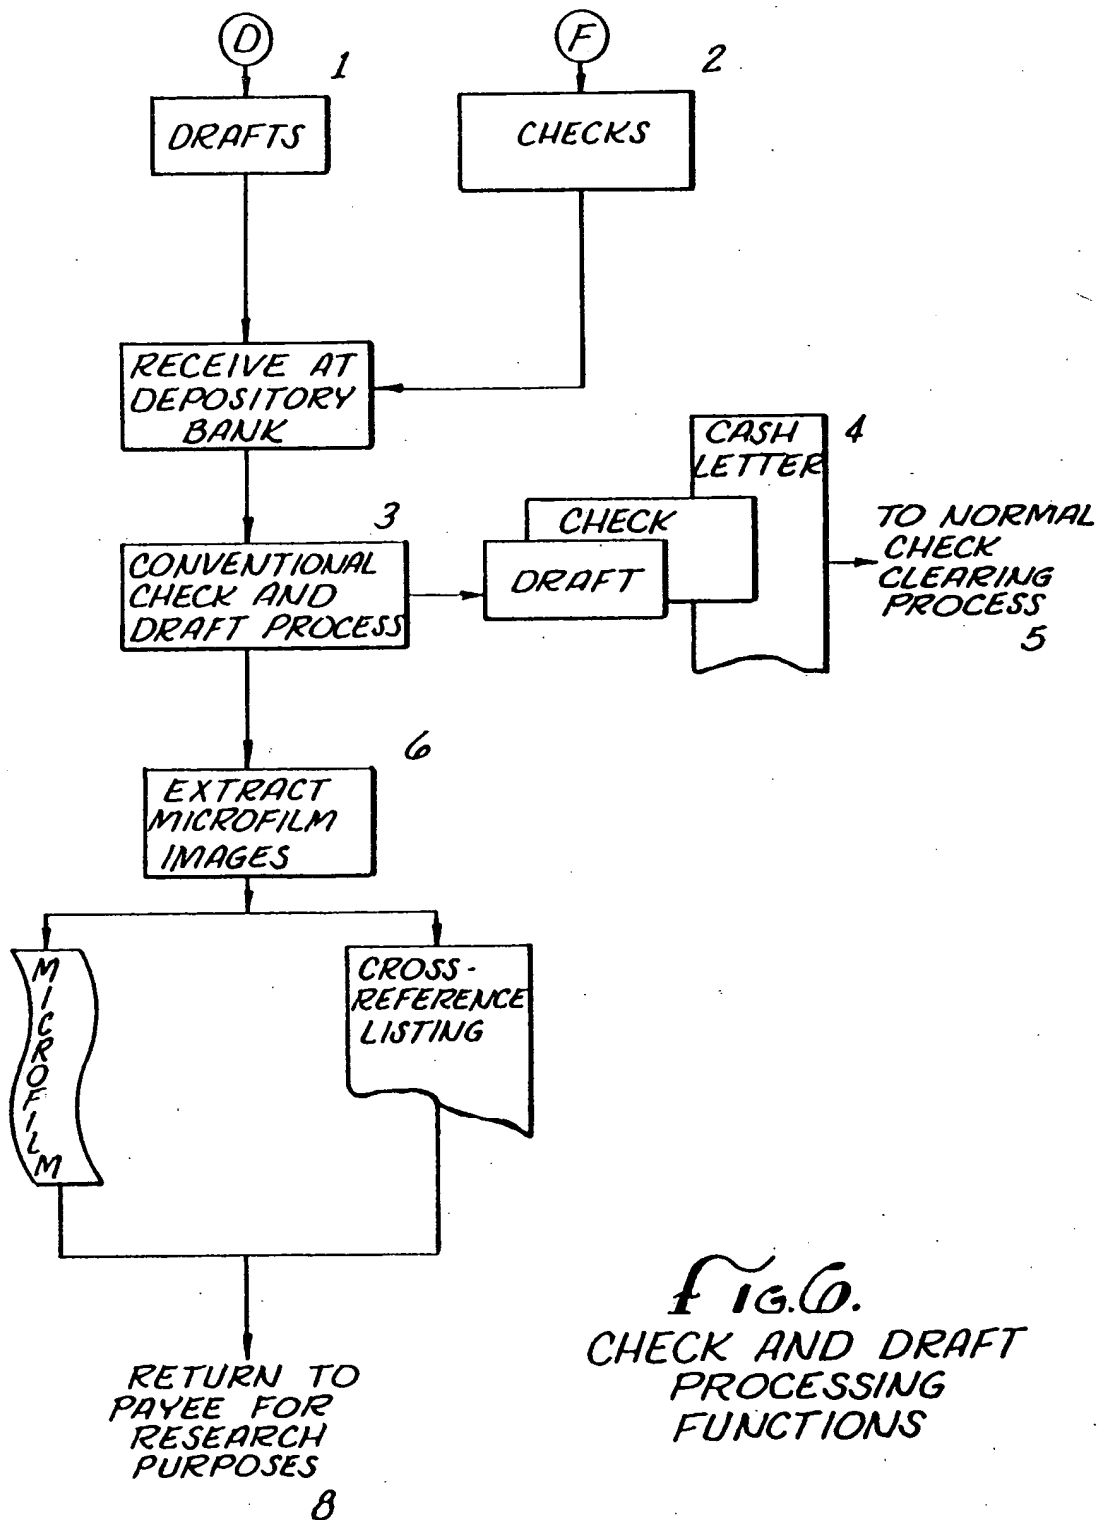 D
F
1
2
DRAFTS
CHECKS
RECEIVE AT
DEPOSITORY
BANK
3
CONVENTIONAL
CHECK AND
DRAFT PROCESS
CHECK
DRAFT
CASH
LETTER
4
TO NORMAL
CHECK
CLEARING
PROCESS
5
6
EXTRACT
MICROFILM
IMAGES
MICROFILM
CROSS-
REFERENCE
LISTING
RETURN TO
PAYEE FOR
RESEARCH
PURPOSES
8
FIG.6.
CHECK AND DRAFT
PROCESSING
FUNCTIONS